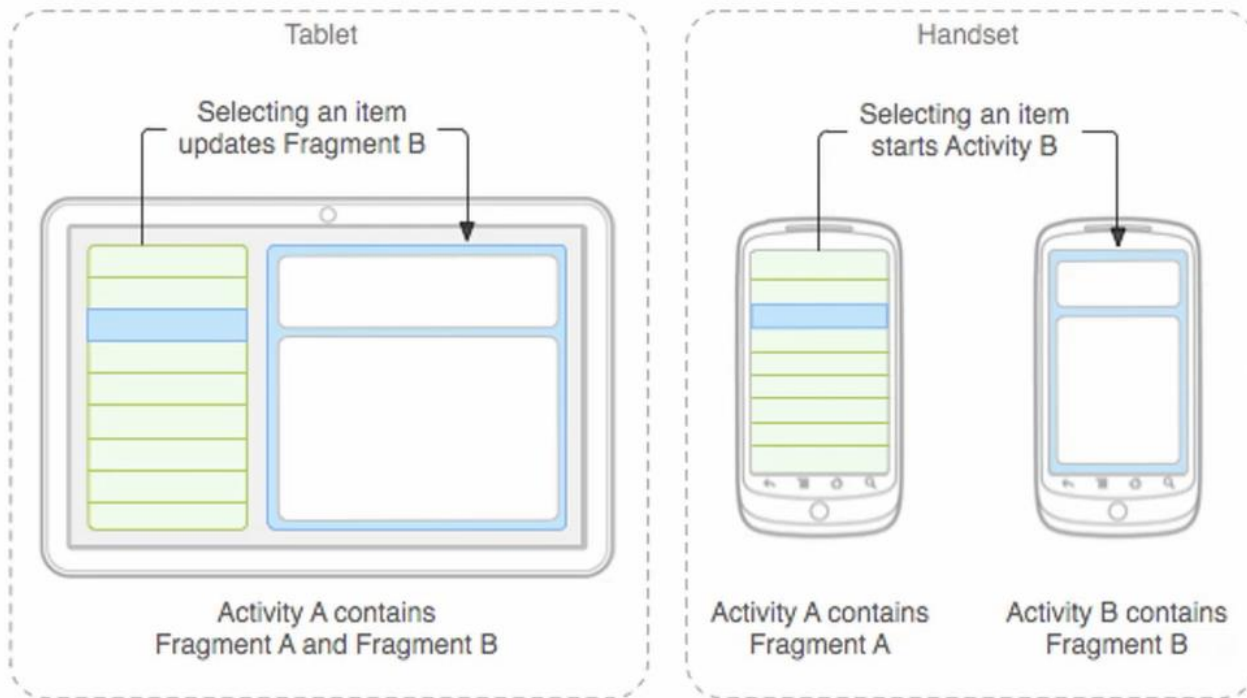 Tablet
Selecting an item
updates Fragment B
Activity A contains
Fragment A and Fragment B
Handset
Selecting an item
starts Activity B
Activity A contains
Fragment A
Activity B contains
Fragment B